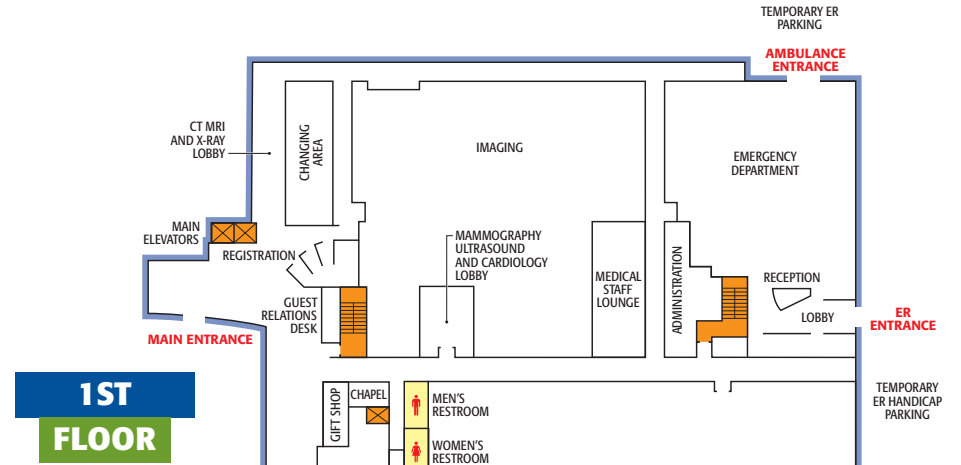 TEMPORARY ER
PARKING
AMBULANCE
ENTRANCE
CT MRI
AND X-RAY
LOBBY
CHANGING
AREA
IMAGING
EMERGENCY
DEPARTMENT
MAIN
ELEVATORS
REGISTRATION
MAMMOGRAPHY
ULTRASOUND
AND CARDIOLOGY
LOBBY
MEDICAL
STAFF
LOUNGE
ADMINISTRATION
RECEPTION
LOBBY
ER
ENTRANCE
GUEST
RELATIONS
DESK
MAIN ENTRANCE
1ST
FLOOR
GIFT SHOP
CHAPEL
MEN'S
RESTROOM
WOMEN'S
RESTROOM
TEMPORARY
ER HANDICAP
PARKING